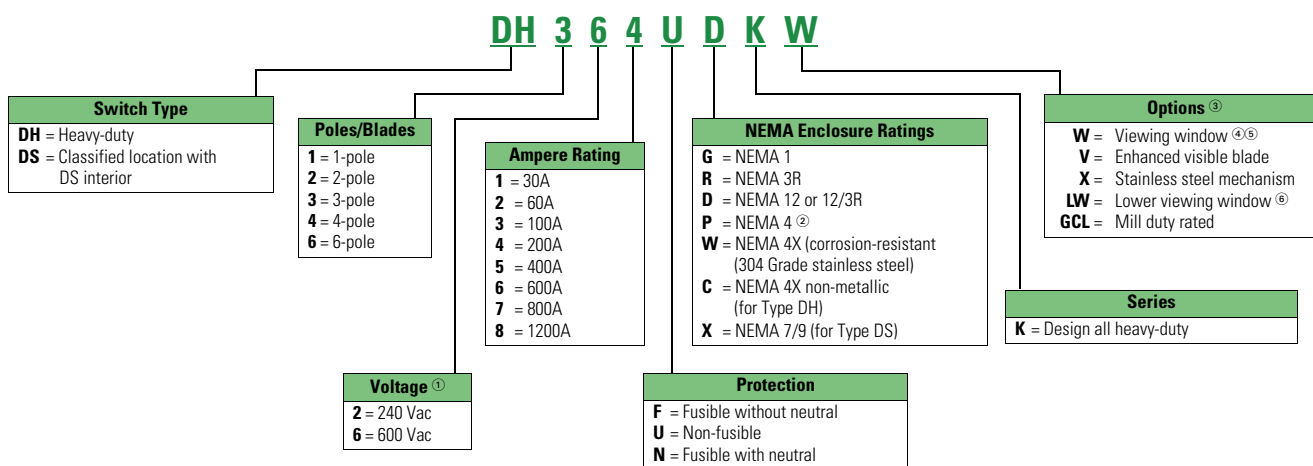 DH 3 6 4 U D K W
Switch Type
DH = Heavy-duty
DS = Classified location with
DS interior
Poles/Blades
1 = 1-pole
2 = 2-pole
3 = 3-pole
4 = 4-pole
6 = 6-pole
Voltage ①
2 = 240 Vac
6 = 600 Vac
Ampere Rating
1 = 30A
2 = 60A
3 = 100A
4 = 200A
5 = 400A
6 = 600A
7 = 800A
8 = 1200A
Protection
F = Fusible without neutral
U = Non-fusible
N = Fusible with neutral
NEMA Enclosure Ratings
G = NEMA 1
R = NEMA 3R
D = NEMA 12 or 12/3R
P = NEMA 4 ②
W = NEMA 4X (corrosion-resistant
(304 Grade stainless steel)
C = NEMA 4X non-metallic
(for Type DH)
X = NEMA 7/9 (for Type DS)
Series
K = Design all heavy-duty
Options ③
W = Viewing window ④⑤
V = Enhanced visible blade
X = Stainless steel mechanism
LW = Lower viewing window ⑥
GCL = Mill duty rated